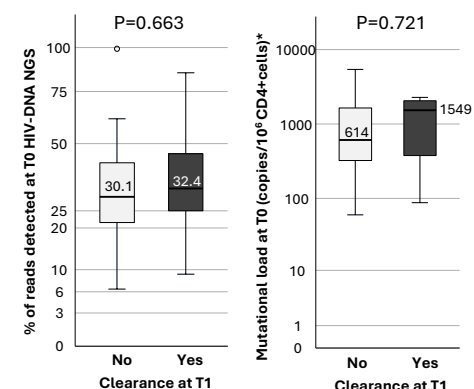 P=0.663
% of reads detected at T0 HIV-DNA NGS
100
75
50
25
20
10
6
3
0
30.1
32.4
No Yes
Clearance at T1
P=0.721
Mutational load at T0 (copies/10⁶ CD4+cells)*
10000
1000
100
10
1
0
614
1549
No Yes
Clearance at T1